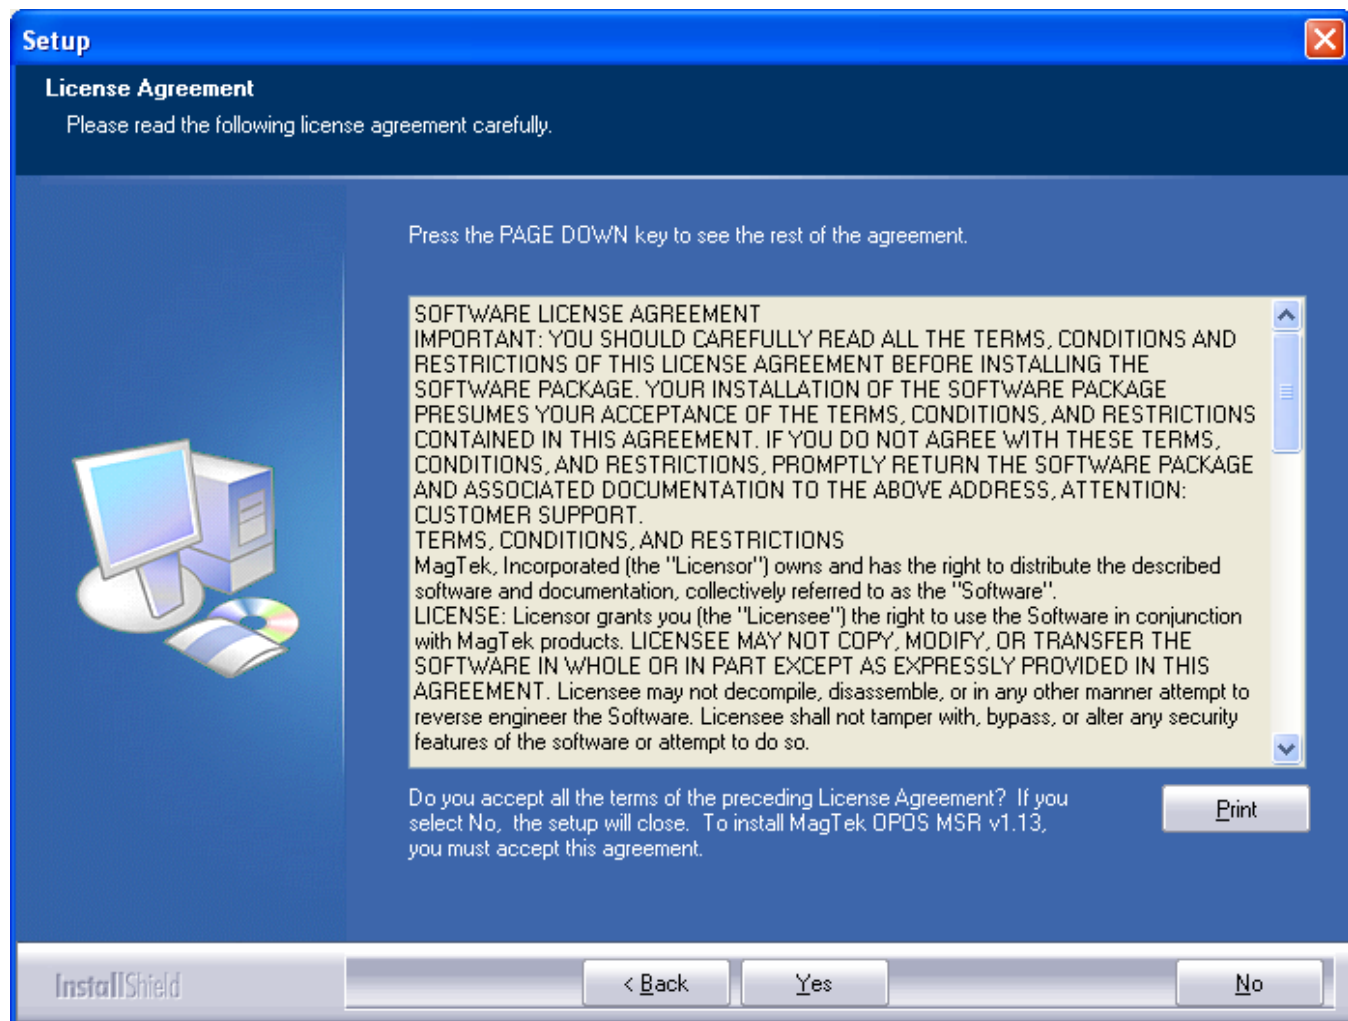 Setup
License Agreement
Please read the following license agreement carefully.
Press the PAGE DOWN key to see the rest of the agreement.
SOFTWARE LICENSE AGREEMENT
IMPORTANT: YOU SHOULD CAREFULLY READ ALL THE TERMS, CONDITIONS AND
RESTRICTIONS OF THIS LICENSE AGREEMENT BEFORE INSTALLING THE
SOFTWARE PACKAGE. YOUR INSTALLATION OF THE SOFTWARE PACKAGE
PRESUMES YOUR ACCEPTANCE OF THE TERMS, CONDITIONS, AND RESTRICTIONS
CONTAINED IN THIS AGREEMENT. IF YOU DO NOT AGREE WITH THESE TERMS,
CONDITIONS, AND RESTRICTIONS, PROMPTLY RETURN THE SOFTWARE PACKAGE
AND ASSOCIATED DOCUMENTATION TO THE ABOVE ADDRESS, ATTENTION:
CUSTOMER SUPPORT.
TERMS, CONDITIONS, AND RESTRICTIONS
MagTek, Incorporated (the "Licensor") owns and has the right to distribute the described
software and documentation, collectively referred to as the "Software".
LICENSE: Licensor grants you (the "Licensee") the right to use the Software in conjunction
with MagTek products. LICENSEE MAY NOT COPY, MODIFY, OR TRANSFER THE
SOFTWARE IN WHOLE OR IN PART EXCEPT AS EXPRESSLY PROVIDED IN THIS
AGREEMENT. Licensee may not decompile, disassemble, or in any other manner attempt to
reverse engineer the Software. Licensee shall not tamper with, bypass, or alter any security
features of the software or attempt to do so.
Do you accept all the terms of the preceding License Agreement? If you
select No, the setup will close. To install MagTek OPOS MSR v1.13,
you must accept this agreement.
Print
InstallShield
< Back
Yes
No